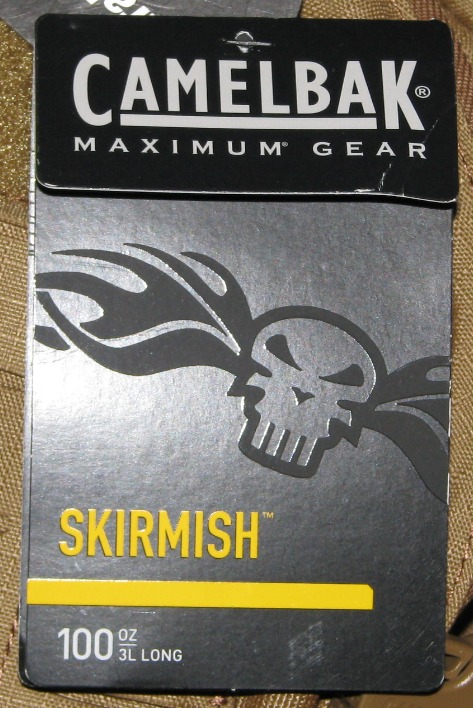 CAMELBAK®
MAXIMUM® GEAR
SKIRMISH™
100 OZ
3L LONG